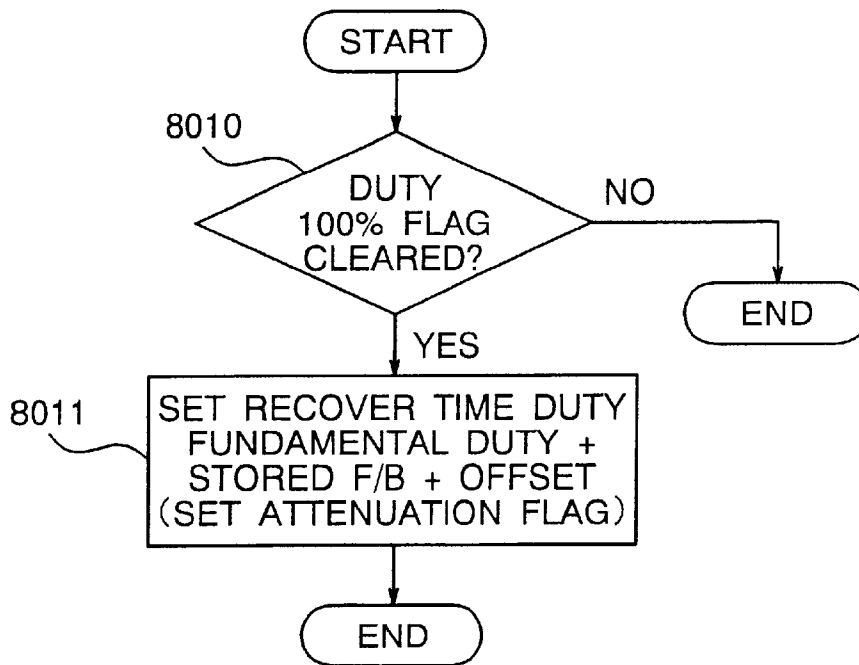 START
8010
DUTY
100% FLAG
CLEARED?
NO
END
YES
8011
SET RECOVER TIME DUTY
FUNDAMENTAL DUTY +
STORED F/B + OFFSET
(SET ATTENUATION FLAG)
END